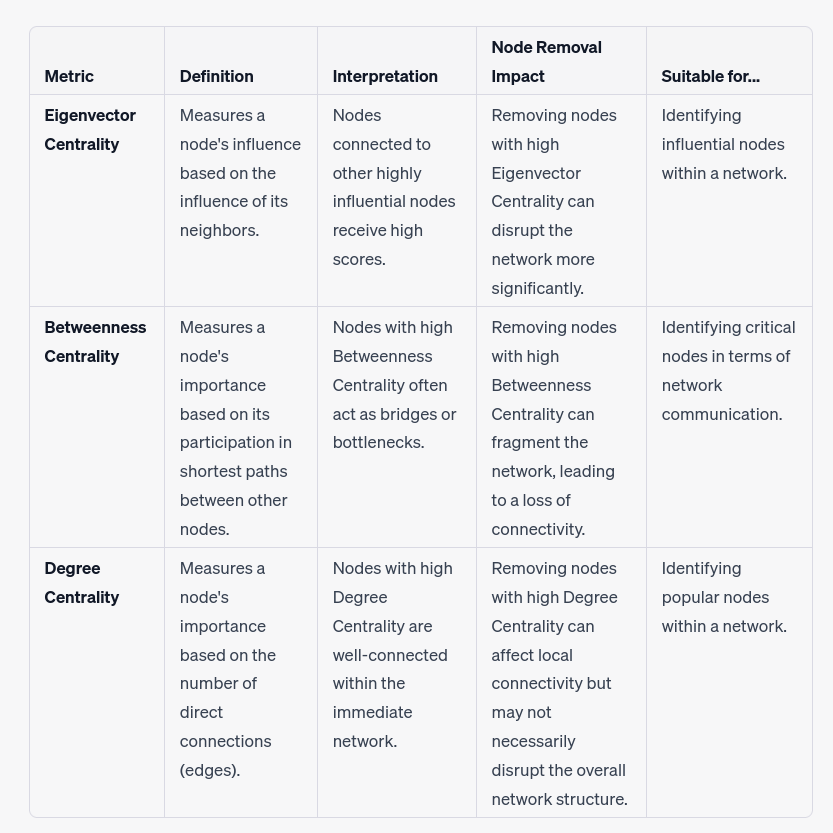 Metric
Definition
Interpretation
Node Removal
Impact
Suitable for...
Eigenvector
Centrality
Measures a
node's influence
based on the
influence of its
neighbors.
Nodes
connected to
other highly
influential nodes
receive high
scores.
Removing nodes
with high
Eigenvector
Centrality can
disrupt the
network more
significantly.
Identifying
influential nodes
within a network.
Betweenness
Centrality
Measures a
node's
importance
based on its
participation in
shortest paths
between other
nodes.
Nodes with high
Betweenness
Centrality often
act as bridges or
bottlenecks.
Removing nodes
with high
Betweenness
Centrality can
fragment the
network, leading
to a loss of
connectivity.
Identifying critical
nodes in terms of
network
communication.
Degree
Centrality
Measures a
node's
importance
based on the
number of
direct
connections
(edges).
Nodes with high
Degree
Centrality are
well-connected
within the
immediate
network.
Removing nodes
with high Degree
Centrality can
affect local
connectivity but
may not
necessarily
disrupt the overall
network structure.
Identifying
popular nodes
within a network.